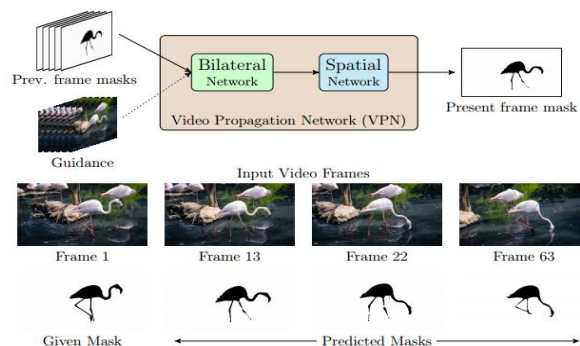 Prev. frame masks
Guidance
Bilateral
Network
Spatial
Network
Video Propagation Network (VPN)
Present frame mask
Input Video Frames
Frame 1
Frame 13
Frame 22
Frame 63
Given Mask
Predicted Masks